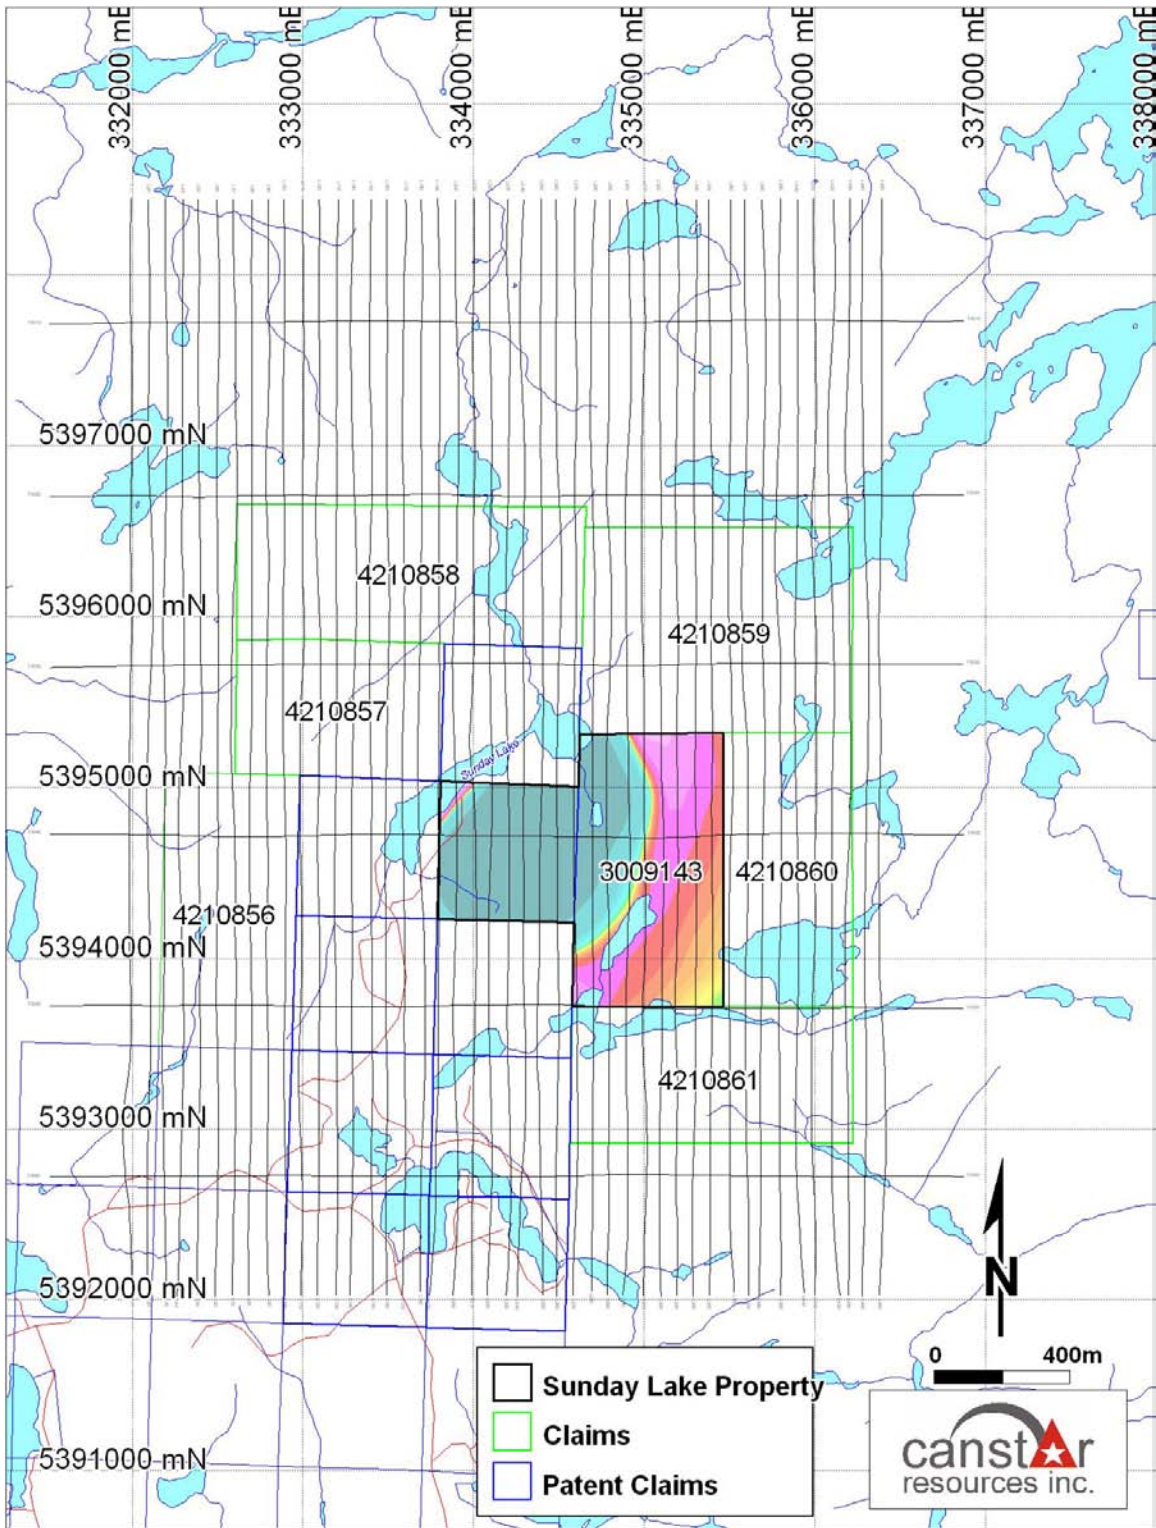 332000 mE
333000 mE
334000 mE
335000 mE
336000 mE
337000 mE
338000 mE
5397000 mN
4210858
5396000 mN
4210859
4210857
Sunday Lake
5395000 mN
3009143
4210860
4210856
5394000 mN
4210861
5393000 mN
N
5392000 mN
0 400m
Sunday Lake Property
Claims
Patent Claims
canstar
resources inc.
5391000 mN